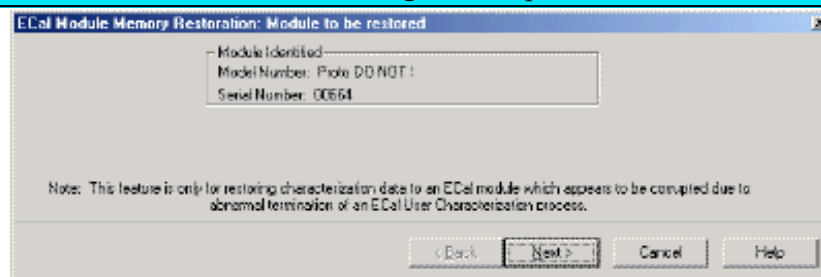 ECal Module Memory Restoration: Module to be restored
Module Identified
Model Number: Proto DO NOT !
Serial Number: 00664
Note: This feature is only for restoring characterization data to an ECal module which appears to be corrupted due to
abnormal termination of an ECal User Characterization process.
< Back Next > Cancel Help